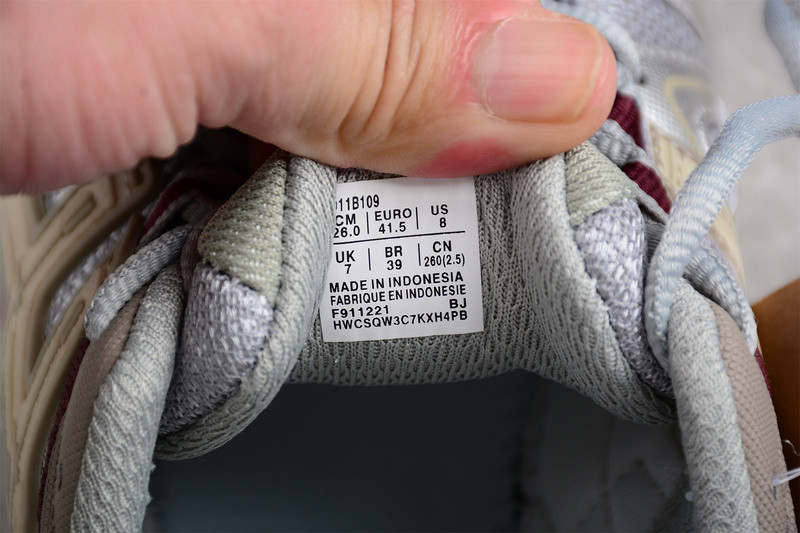 011B109
CM | EURO | US
26.0 | 41.5 | 8
UK | BR | CN
7 | 39 | 260(2.5)
MADE IN INDONESIA
FABRIQUE EN INDONESIE
F911221 BJ
HWCSQW3C7KXH4PB